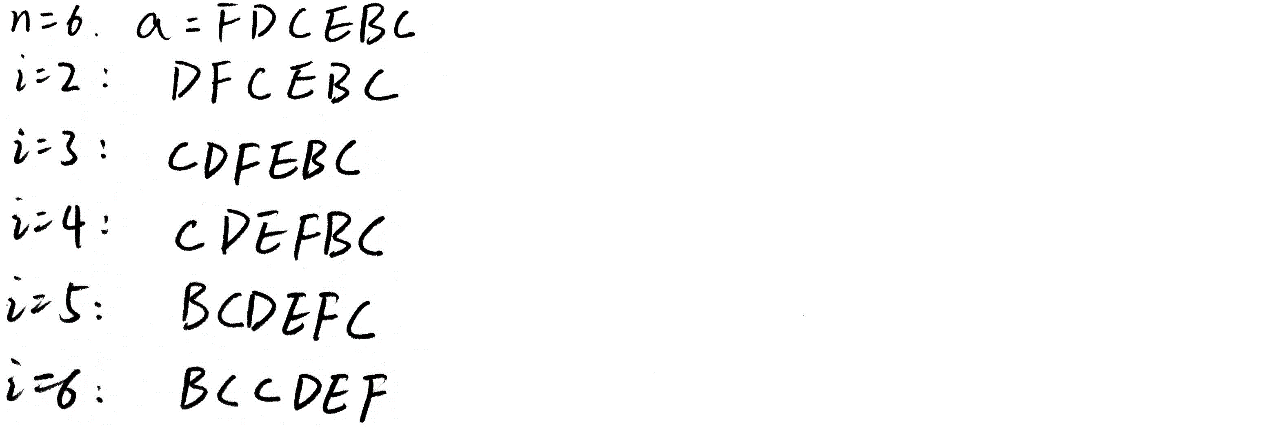 n=6. a=FDCEBC
i=2: DFCEBC
i=3: CDFEBC
i=4: CDEFBC
i=5: BCDEFC
i=6: BCCDEF